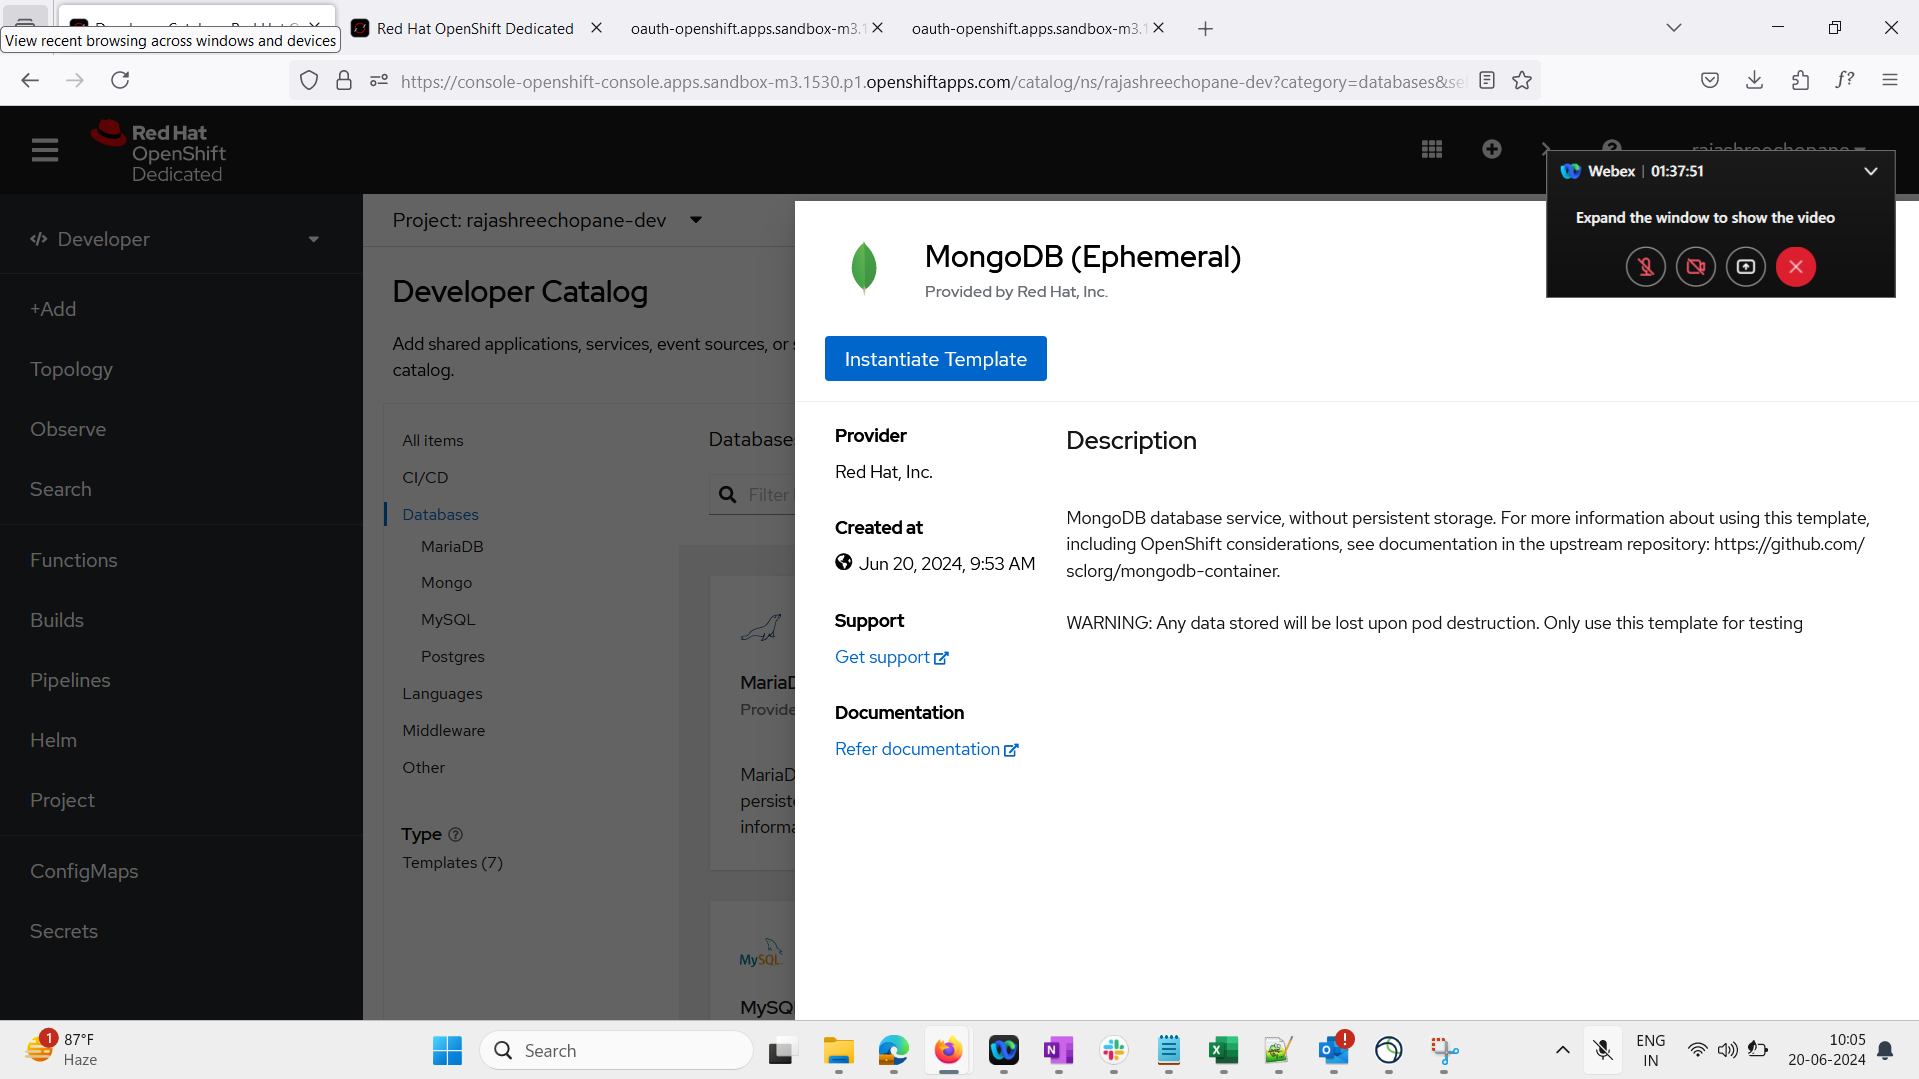 View recent browsing across windows and devices
Red Hat OpenShift Dedicated
oauth-openshift.apps.sandbox-m3.1
oauth-openshift.apps.sandbox-m3.1
https://console-openshift-console.apps.sandbox-m3.1530.p1.openshiftapps.com/catalog/ns/rajashreechopane-dev?category=databases&se
Red Hat
OpenShift
Dedicated
rajashreechopane
Webex | 01:37:51
Expand the window to show the video
Developer
+Add
Topology
Observe
Search
Functions
Builds
Pipelines
Helm
Project
ConfigMaps
Secrets
Project: rajashreechopane-dev
Developer Catalog
Add shared applications, services, event sources, or
catalog.
All items
CI/CD
Databases
MariaDB
Mongo
MySQL
Postgres
Languages
Middleware
Other
Type
Templates (7)
Database
Filter
MariaD
Provide
MariaD
persist
informa
MySQL
MySQ
MongoDB (Ephemeral)
Provided by Red Hat, Inc.
Instantiate Template
Provider
Red Hat, Inc.
Created at
Jun 20, 2024, 9:53 AM
Support
Get support
Documentation
Refer documentation
Description
MongoDB database service, without persistent storage. For more information about using this template,
including OpenShift considerations, see documentation in the upstream repository: https://github.com/
sclorg/mongodb-container.
WARNING: Any data stored will be lost upon pod destruction. Only use this template for testing
1
87°F
Haze
Search
ENG
IN
10:05
20-06-2024